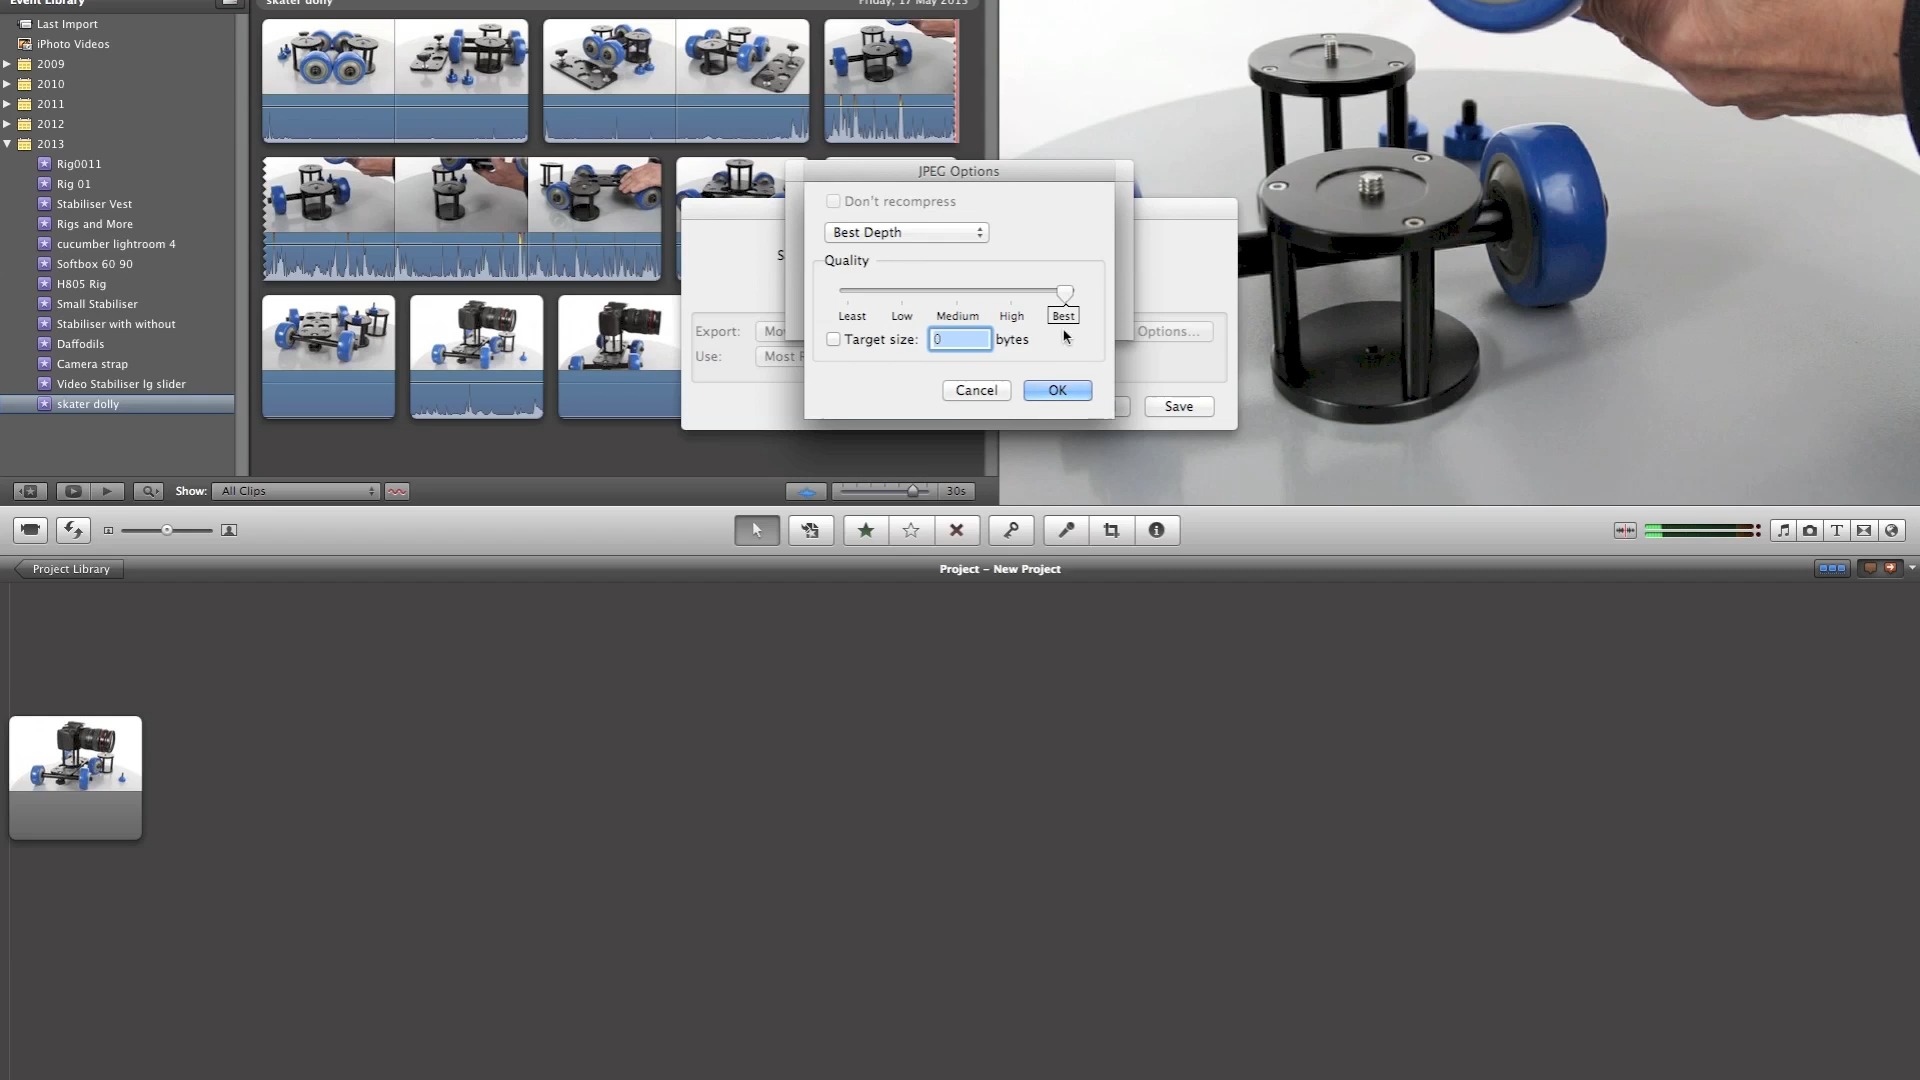 Event Library
Last Import
iPhoto Videos
2009
2010
2011
2012
2013
Rig0011
Rig 01
Stabiliser Vest
Rigs and More
cucumber lightroom 4
Softbox 60 90
H805 Rig
Small Stabiliser
Stabiliser with without
Daffodils
Camera strap
Video Stabiliser lg slider
skater dolly
skater dolly
Friday, 17 May 2013
JPEG Options
Don't recompress
Best Depth
Quality
Least Low Medium High Best
Target size: 0 bytes
Cancel OK
Export:
Use:
Options...
Save
Show: All Clips
30s
Project Library
Project – New Project